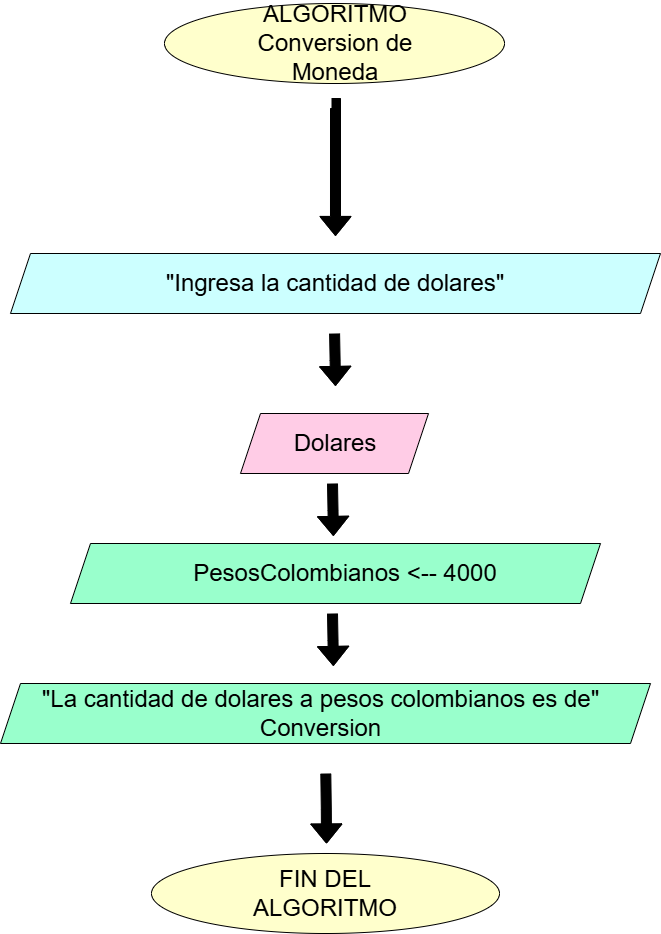 ALGORITMO
Conversion de
Moneda
"Ingresa la cantidad de dolares"
Dolares
PesosColombianos <-- 4000
"La cantidad de dolares a pesos colombianos es de"
Conversion
FIN DEL
ALGORITMO